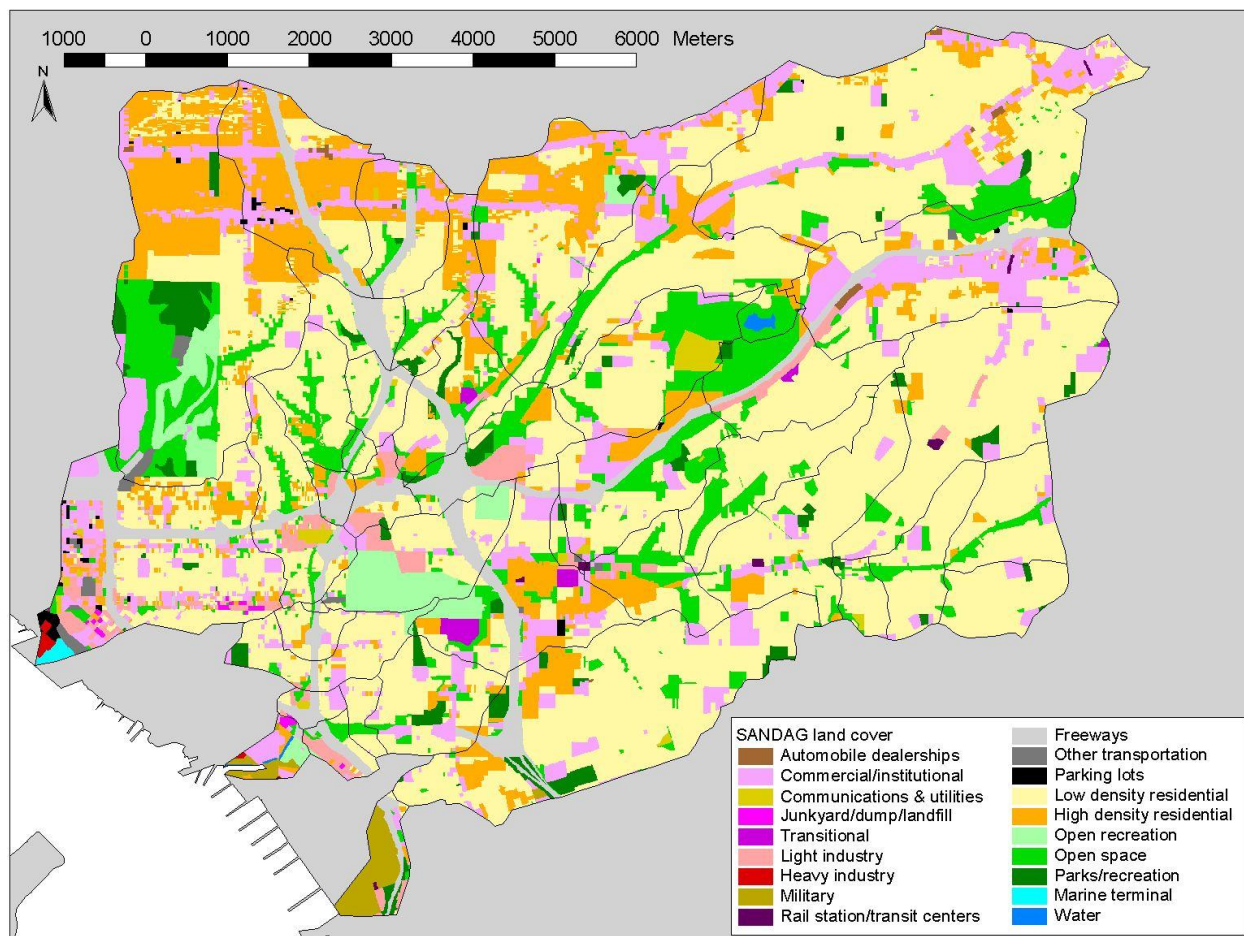 1000 0 1000 2000 3000 4000 5000 6000 Meters
N
SANDAG land cover
Automobile dealerships
Commercial/institutional
Communications & utilities
Junkyard/dump/landfill
Transitional
Light industry
Heavy industry
Military
Rail station/transit centers
Freeways
Other transportation
Parking lots
Low density residential
High density residential
Open recreation
Open space
Parks/recreation
Marine terminal
Water